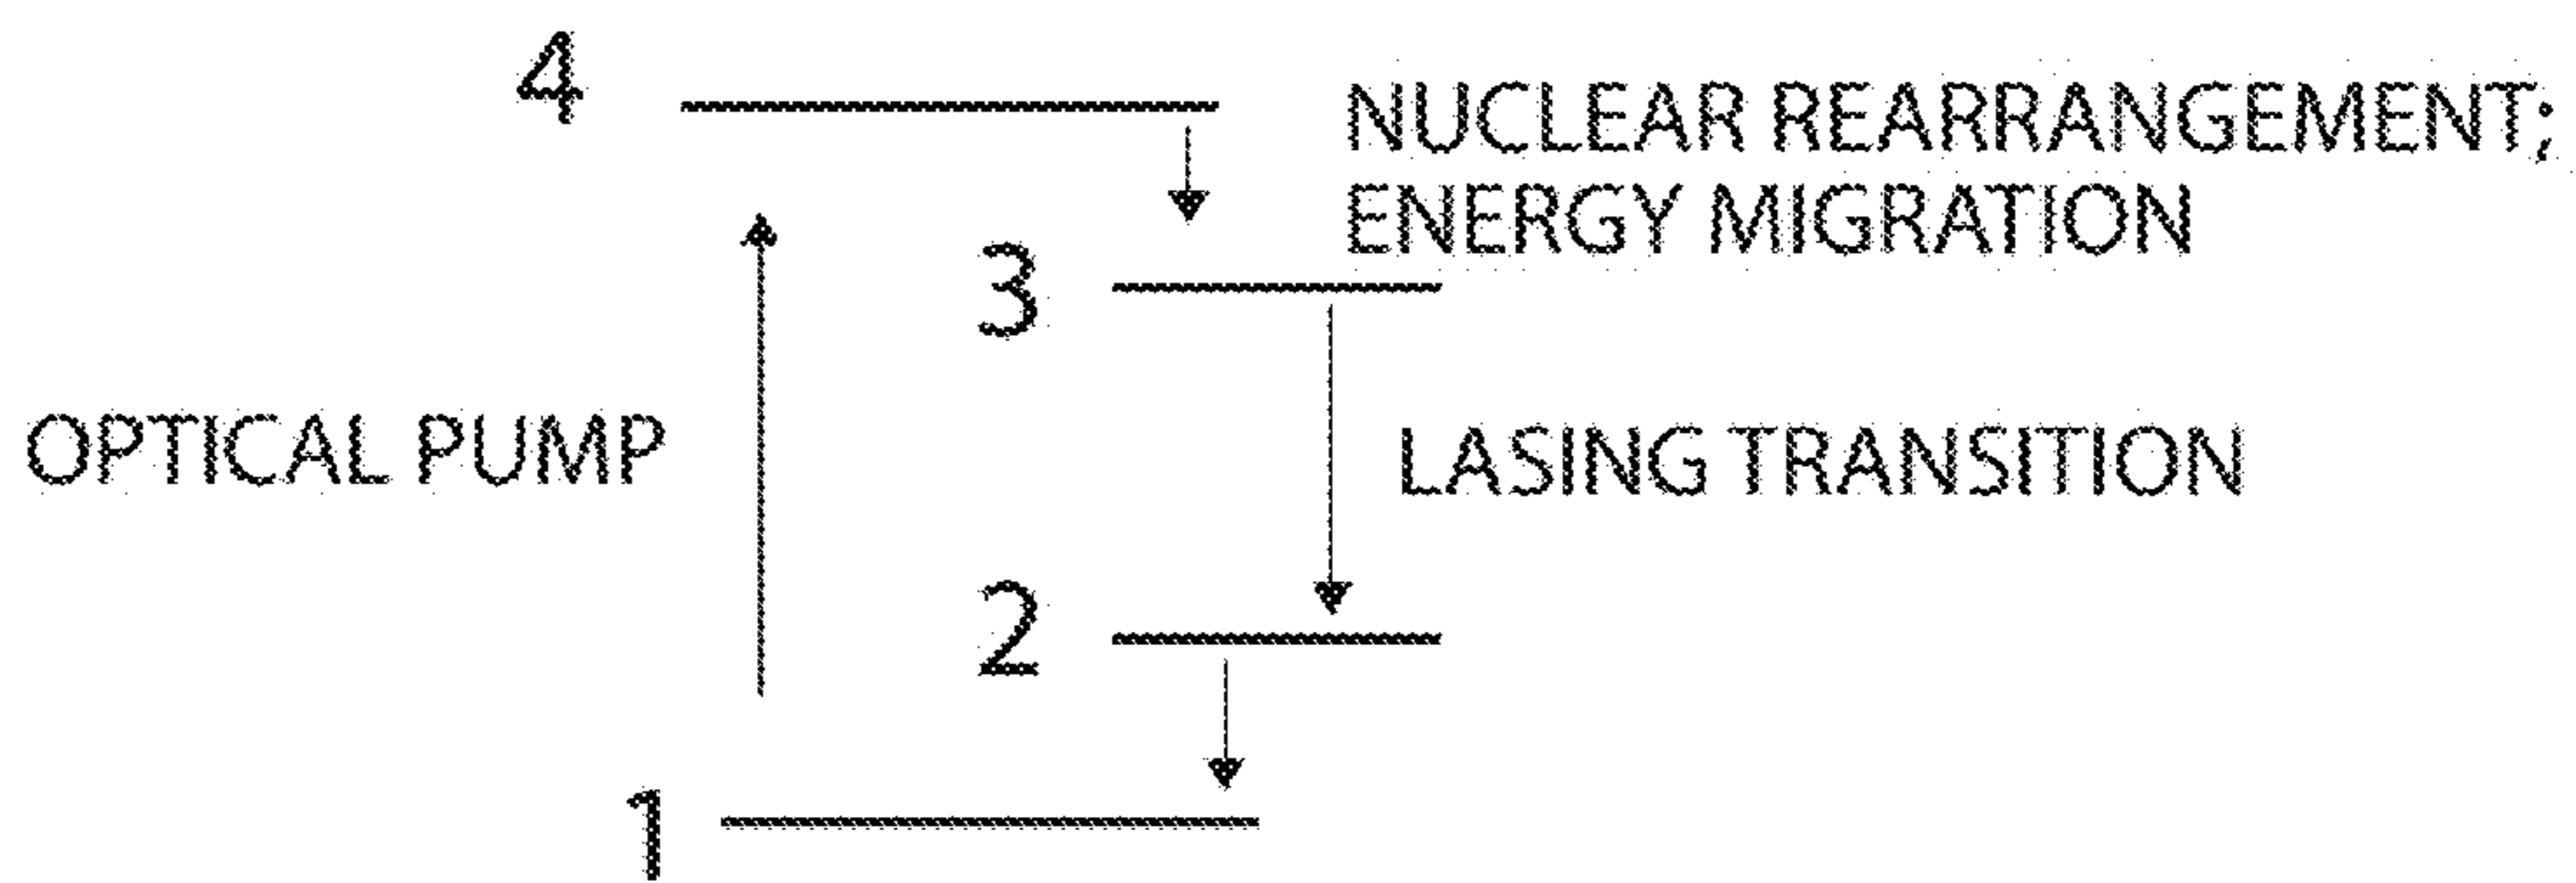 4
NUCLEAR REARRANGEMENT;
ENERGY MIGRATION
3
OPTICAL PUMP
LASING TRANSITION
2
1